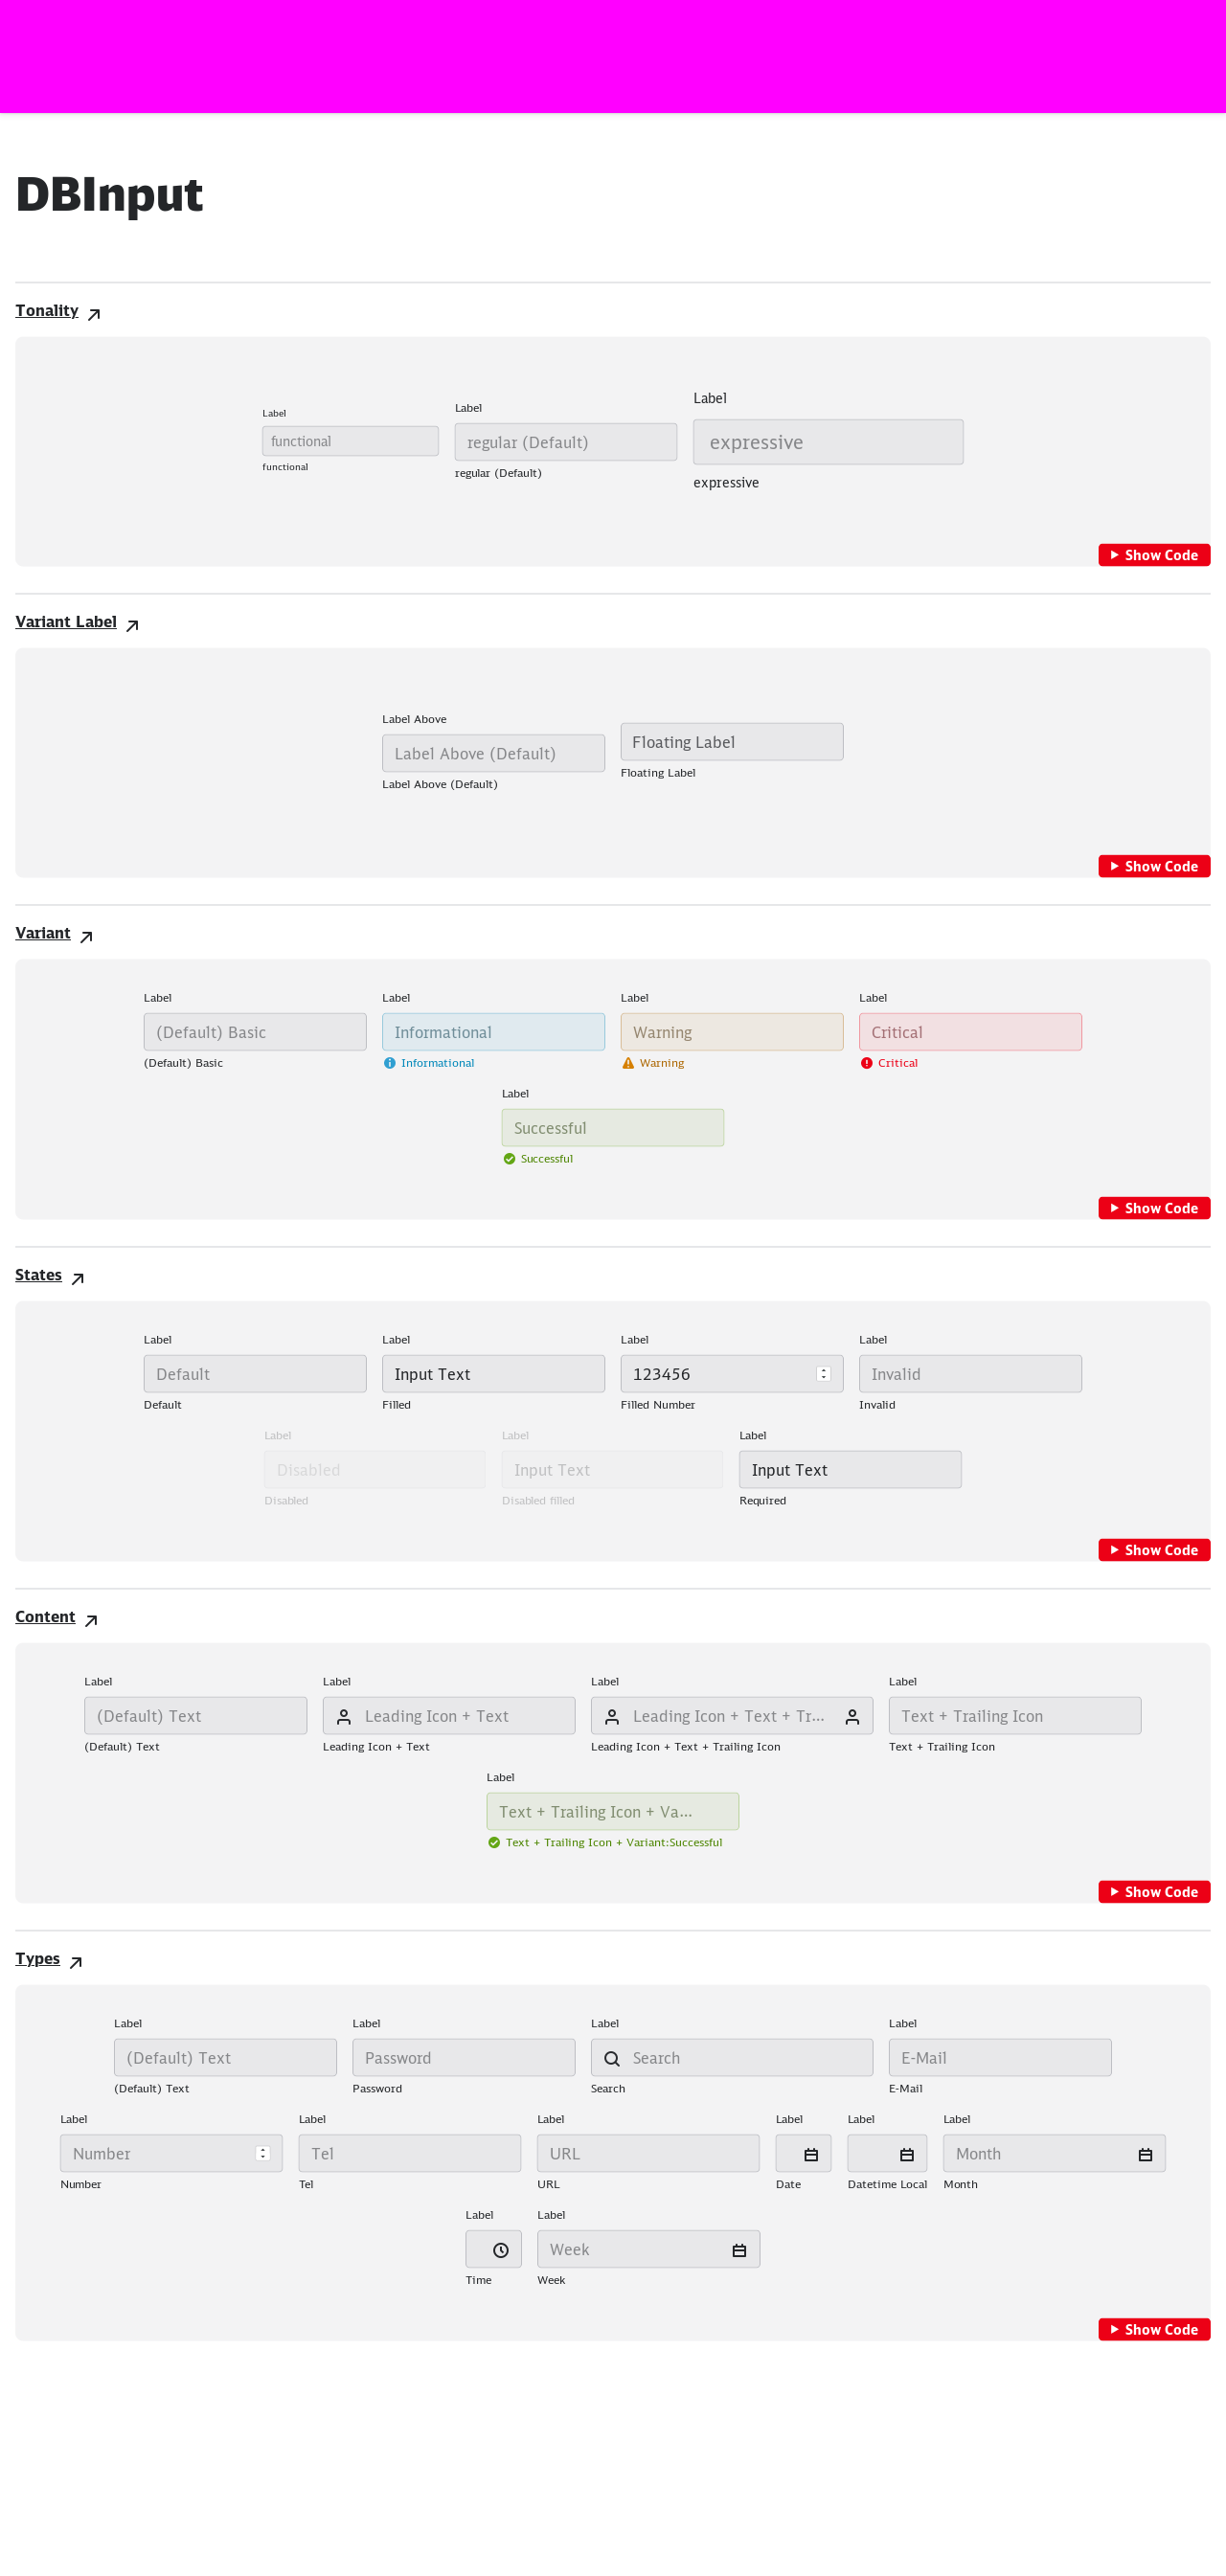 DBInput
Tonality
Label Label Label
functional regular (Default) expressive
functional regular (Default) expressive
Show Code
Variant Label
Label Above
Label Above (Default) Floating Label
Label Above (Default) Floating Label
Show Code
Variant
Label Label Label Label
(Default) Basic Informational Warning Critical
(Default) Basic Informational Warning Critical
Label
Successful
Successful
Show Code
States
Label Label Label Label
Default Input Text 123456 Invalid
Default Filled Filled Number Invalid
Label Label Label
Disabled Input Text Input Text
Disabled Disabled filled Required
Show Code
Content
Label Label Label Label
(Default) Text Leading Icon + Text Leading Icon + Text + Tr... Text + Trailing Icon
(Default) Text Leading Icon + Text Leading Icon + Text + Trailing Icon Text + Trailing Icon
Label
Text + Trailing Icon + Va...
Text + Trailing Icon + Variant:Successful
Show Code
Types
Label Label Label Label
(Default) Text Password Search E-Mail
(Default) Text Password Search E-Mail
Label Label Label Label Label Label
Number Tel URL Month
Number Tel URL Date Datetime Local Month
Label Label
Week
Time Week
Show Code